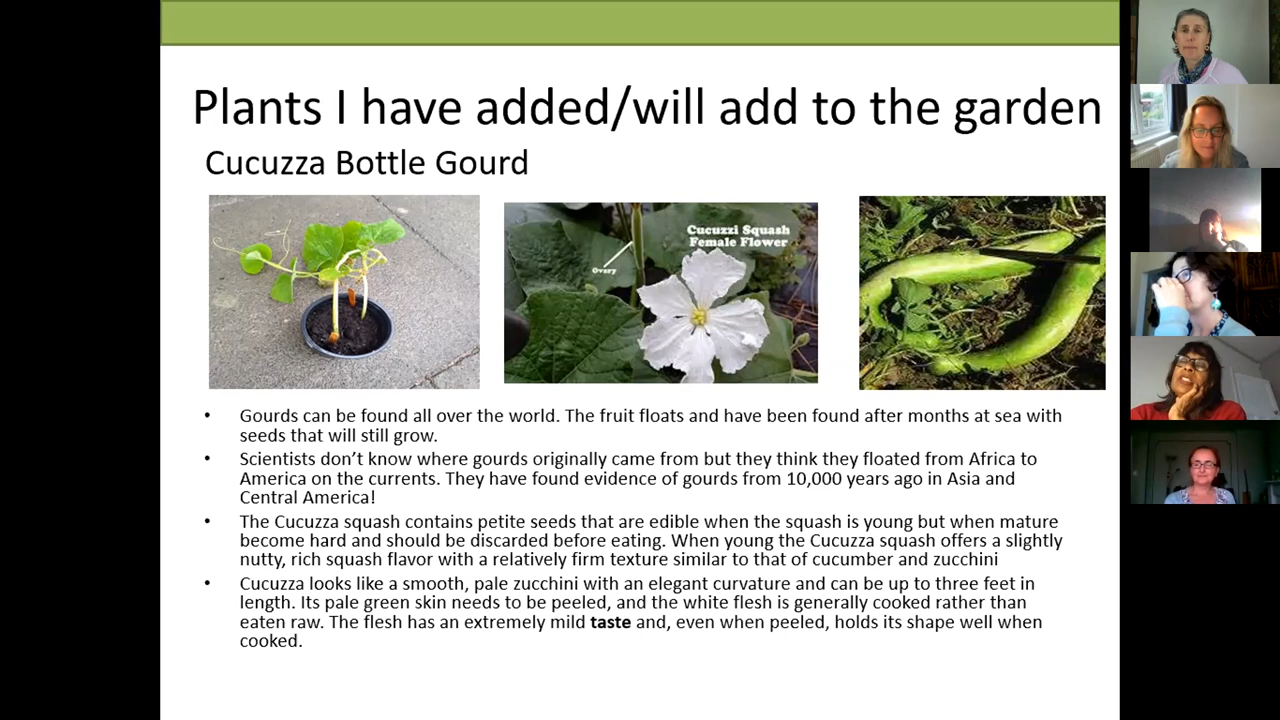 Plants I have added/will add to the garden
Cucuzza Bottle Gourd
Cucuzzi Squash
Female Flower
Ovary
• Gourds can be found all over the world. The fruit floats and have been found after months at sea with
seeds that will still grow.
• Scientists don’t know where gourds originally came from but they think they floated from Africa to
America on the currents. They have found evidence of gourds from 10,000 years ago in Asia and
Central America!
• The Cucuzza squash contains petite seeds that are edible when the squash is young but when mature
become hard and should be discarded before eating. When young the Cucuzza squash offers a slightly
nutty, rich squash flavor with a relatively firm texture similar to that of cucumber and zucchini
• Cucuzza looks like a smooth, pale zucchini with an elegant curvature and can be up to three feet in
length. Its pale green skin needs to be peeled, and the white flesh is generally cooked rather than
eaten raw. The flesh has an extremely mild taste and, even when peeled, holds its shape well when
cooked.